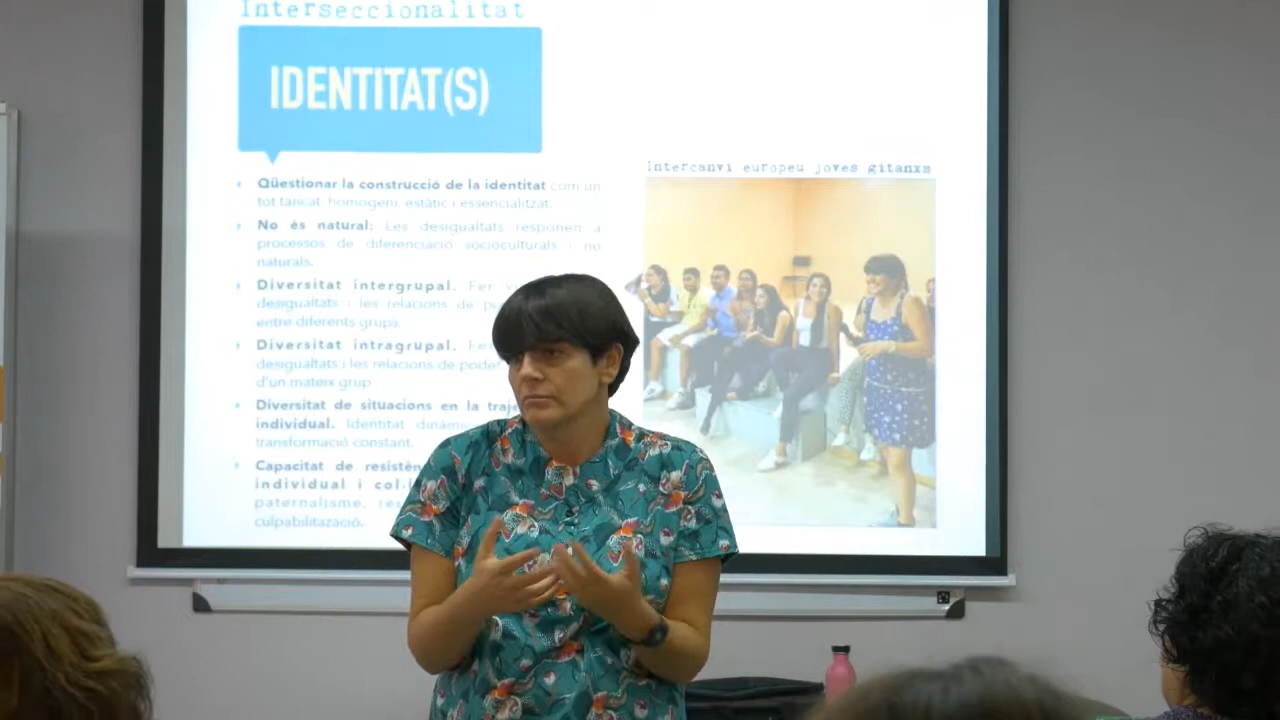 Interseccionalitat
IDENTITAT(S)
Intercanvi europeu joves gitanxs
Qüestionar la construcció de la identitat com un
tot tancat, homogeni, estàtic i essencialitzat.
No és natural: Les desigualtats responen a
processos de diferenciació socioculturals i no
naturals.
Diversitat intergrupal. Fer
desigualtats i les relacions de
entre diferents grups.
Diversitat intragrupal.
desigualtats i les relacions de poder
d'un mateix grup
Diversitat de situacions en la
individual. Identitat
transformació constant.
Capacitat de
individual i
paternalisme,
culpabilització.